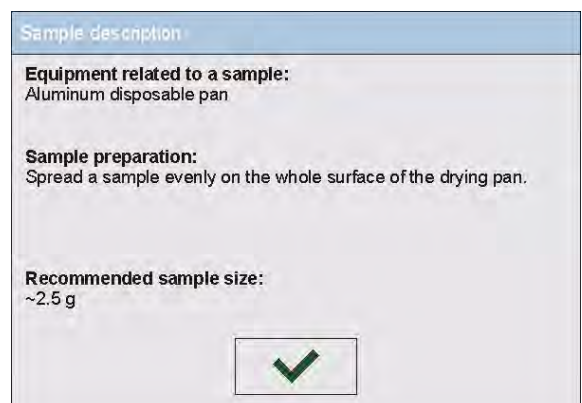 Sample description
Equipment related to a sample:
Aluminum disposable pan
Sample preparation:
Spread a sample evenly on the whole surface of the drying pan.
Recommended sample size:
~2.5 g